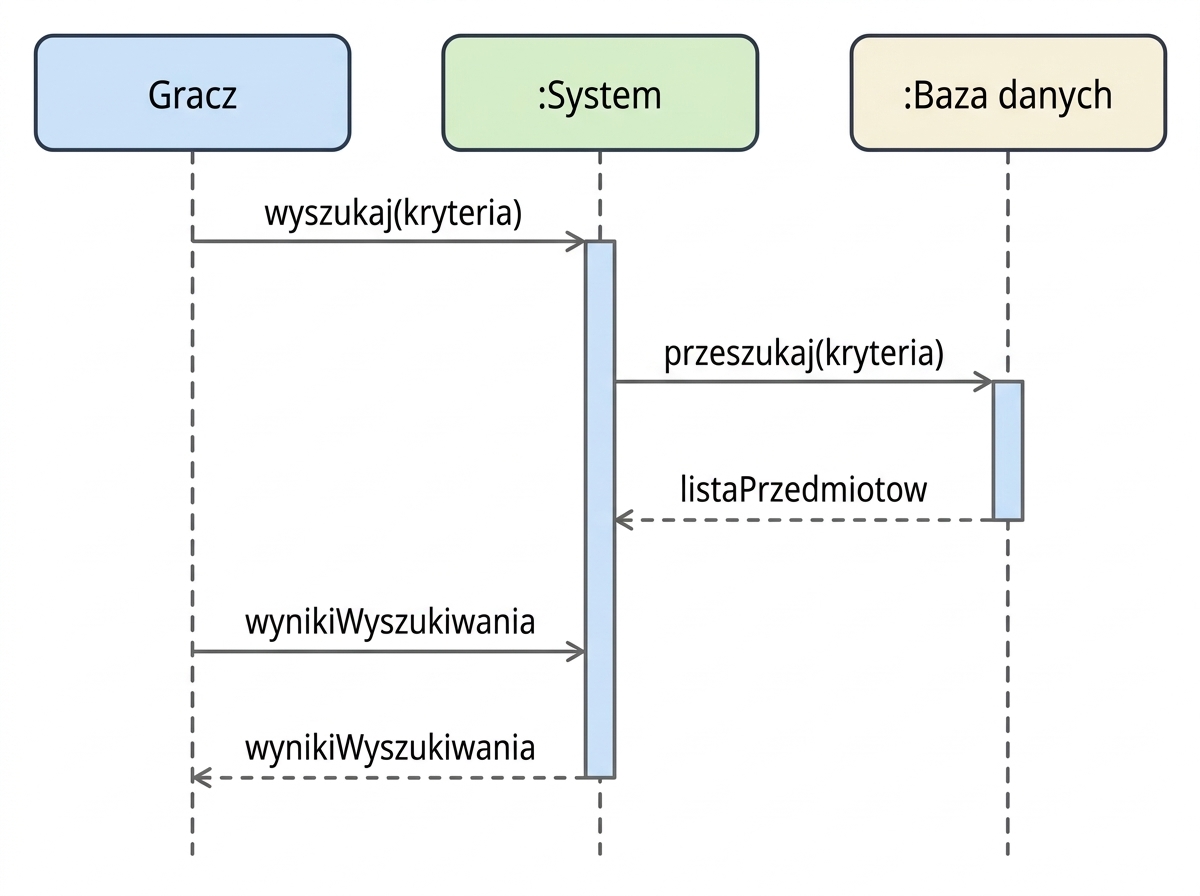 Gracz
:System
:Baza danych
wyszukaj(kryteria)
przeszukaj(kryteria)
listaPrzedmiotow
wynikiWyszukiwania
wynikiWyszukiwania